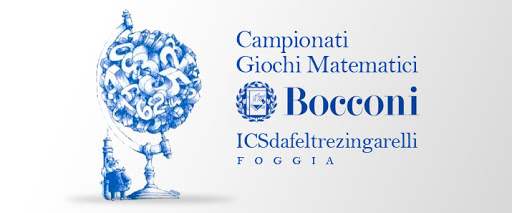 Campionati
Giochi Matematici
Bocconi
ICSdafeltrezingarelli
FOGGIA